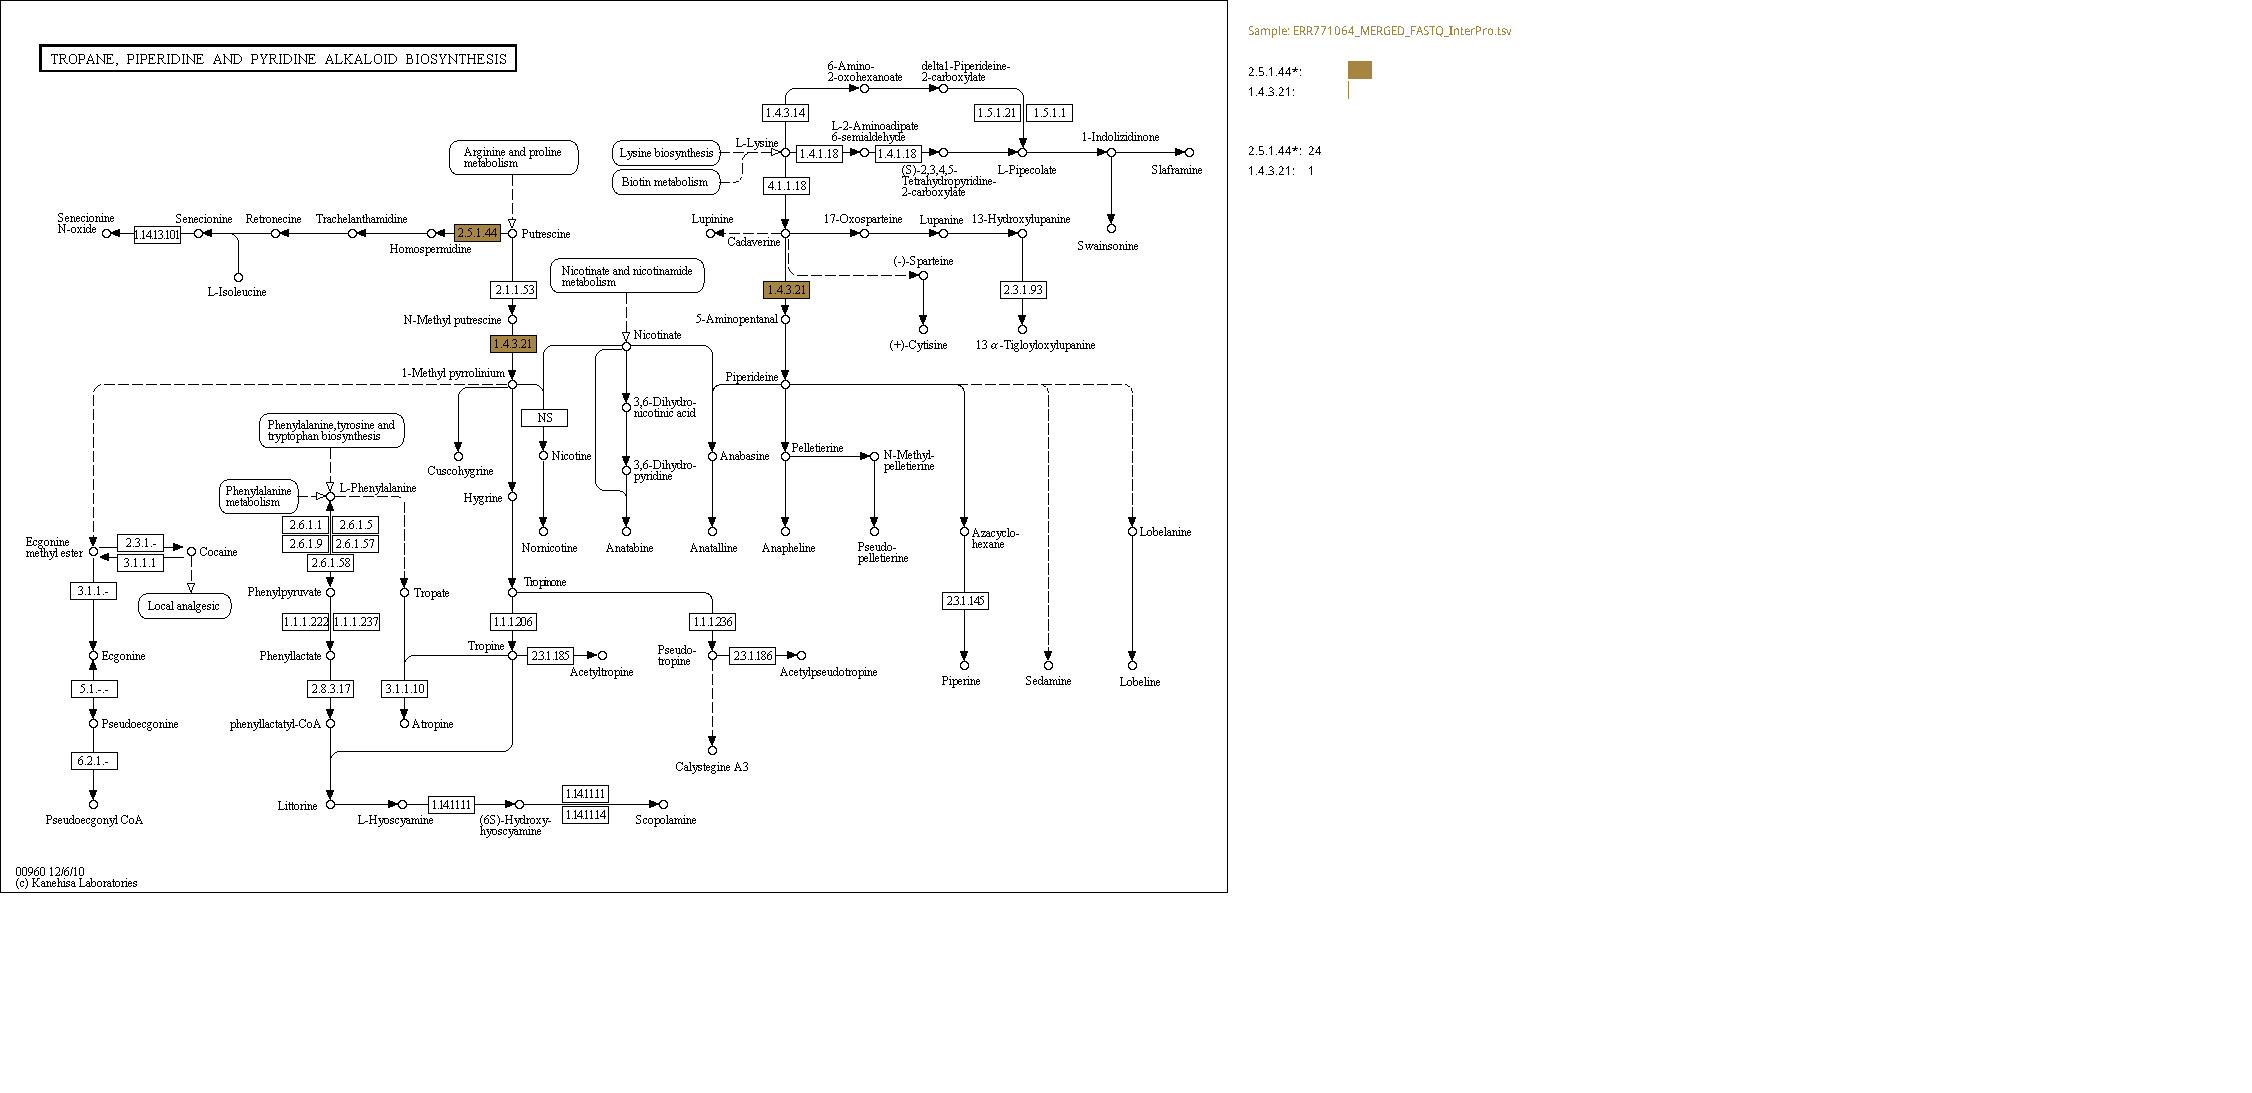 TROPANE, PIPERIDINE AND PYRIDINE ALKALOID BIOSYNTHESIS
Sample: ERR771064_MERGED_FASTQ_InterPro.tsv
2.5.1.44*:
1.4.3.21:
2.5.1.44*: 24
1.4.3.21: 1
6-Amino-
2-oxohexanoate
delta1-Piperideine-
2-carboxylate
1.4.3.14
1.5.1.21
1.5.1.1
L-2-Aminoadipate
6-semialdehyde
1-Indolizidinone
Arginine and proline
metabolism
Lysine biosynthesis
L-Lysine
1.4.1.18
1.4.1.18
Biotin metabolism
4.1.1.18
(S)-2,3,4,5-
Tetrahydropyridine-
2-carboxylate
L-Pipecolate
Slaframine
Senecionine
N-oxide
1.14.13.101
Senecionine
Retronecine
Trachelanthamidine
Homospermidine
2.5.1.44
Putrescine
L-Isoleucine
Lupinine
Cadaverine
17-Oxosparteine
Lupanine
13-Hydroxylupanine
Swainsonine
(-)-Sparteine
Nicotinate and nicotinamide
metabolism
2.1.1.53
1.4.3.21
2.3.1.93
N-Methyl putrescine
5-Aminopentanal
1.4.3.21
Nicotinate
(+)-Cytisine
13 α-Tigloyloxylupanine
1-Methyl pyrrolinium
Piperideine
NS
3,6-Dihydro-
nicotinic acid
Phenylalanine,tyrosine and
tryptophan biosynthesis
Cuscohygrine
Nicotine
3,6-Dihydro-
pyridine
Anabasine
Pelletierine
N-Methyl-
pelletierine
Phenylalanine
metabolism
L-Phenylalanine
Hygrine
2.6.1.1
2.6.1.5
2.6.1.9
2.6.1.57
2.6.1.58
Ecgonine
methyl ester
2.3.1.-
3.1.1.1
Cocaine
Nornicotine
Anatabine
Anatalline
Anapheline
Pseudo-
pelletierine
Azacyclo-
hexane
Lobelanine
3.1.1.-
Local analgesic
Phenylpyruvate
Tropate
Tropinone
2.3.1.145
1.1.1.222
1.1.1.237
1.1.1.206
1.1.1.236
Ecgonine
Phenyllactate
Tropine
2.3.1.185
Acetyltropine
Pseudo-
tropine
2.3.1.186
Acetylpseudotropine
Piperine
Sedamine
Lobeline
5.1.-.-
2.8.3.17
3.1.1.10
Pseudoecgonine
phenyllactatyl-CoA
Atropine
6.2.1.-
Calystegine A3
Pseudoecgonyl CoA
Littorine
L-Hyoscyamine
1.14.11.11
(6S)-Hydroxy-
hyoscyamine
1.14.11.11
1.14.11.14
Scopolamine
00960 12/6/10
(c) Kanehisa Laboratories